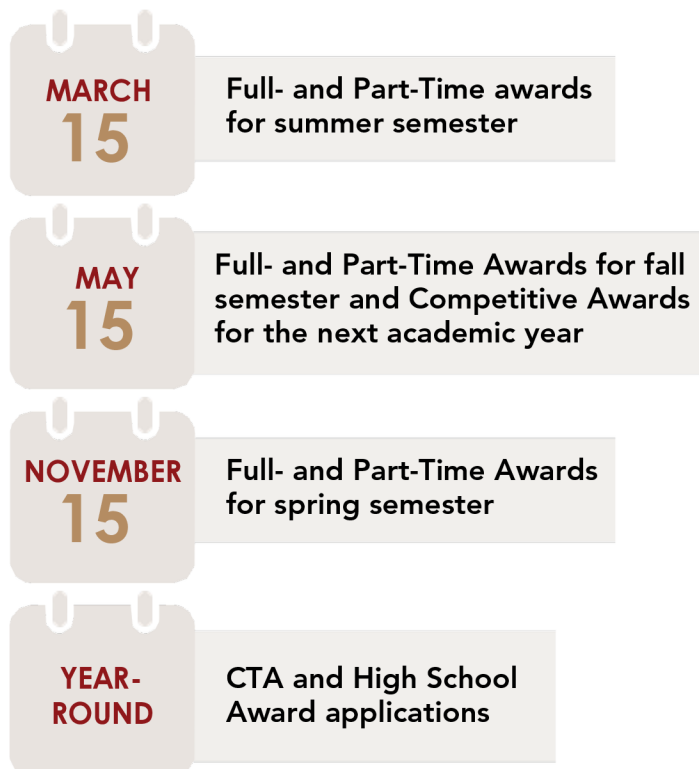 MARCH
15
Full- and Part-Time awards
for summer semester
MAY
15
Full- and Part-Time Awards for fall
semester and Competitive Awards
for the next academic year
NOVEMBER
15
Full- and Part-Time Awards
for spring semester
YEAR-
ROUND
CTA and High School
Award applications